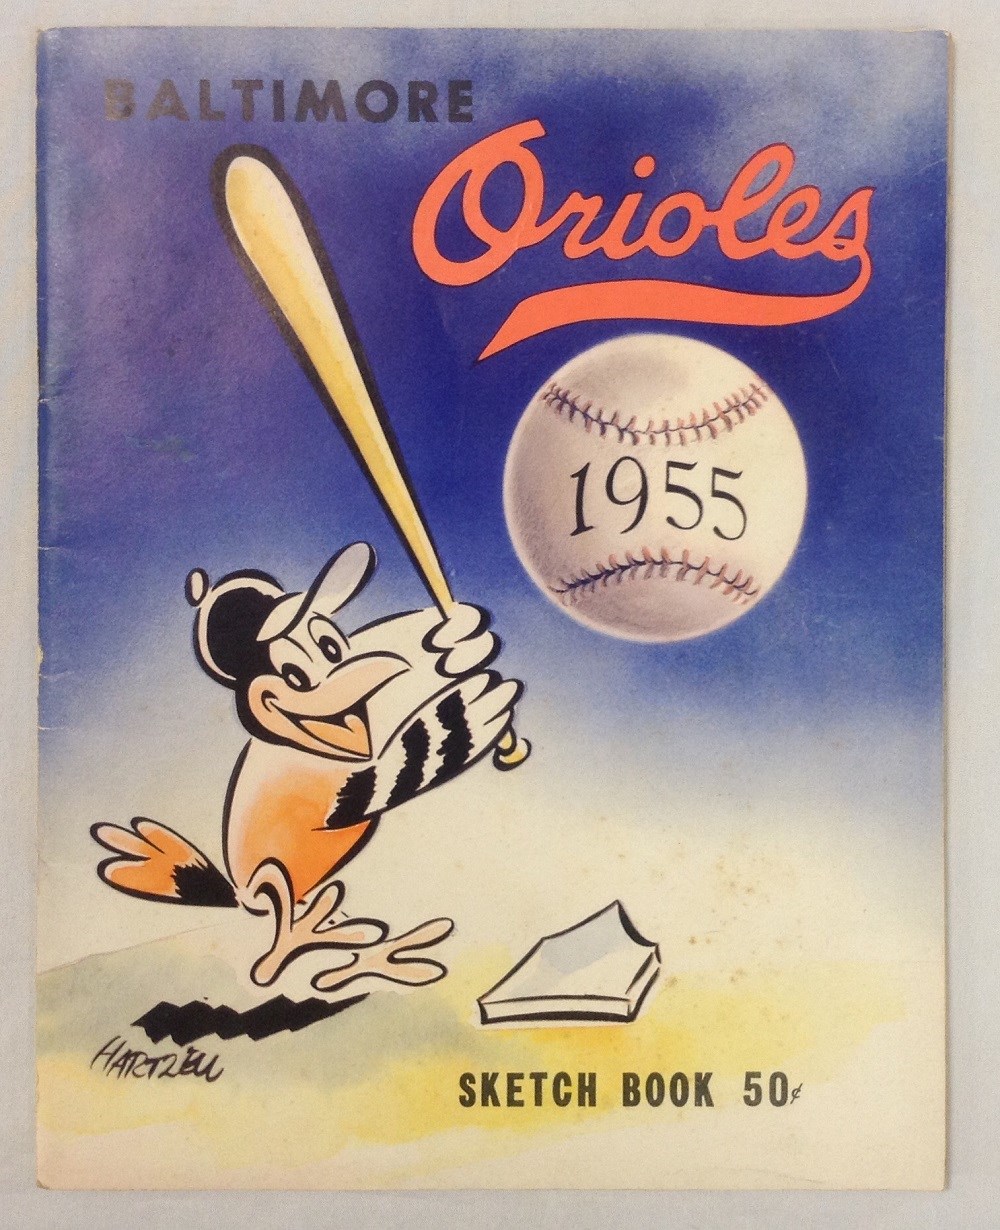 BALTIMORE
Orioles
1955
HARTZELL
SKETCH BOOK 50¢